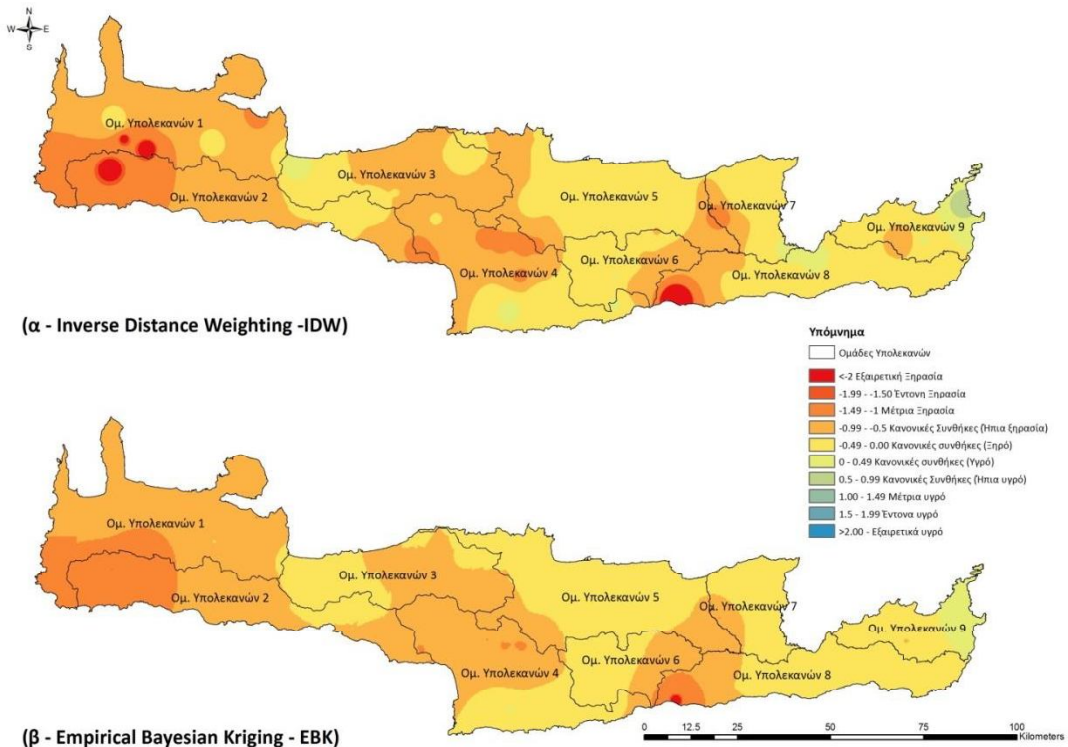 N
W E
S
Ομ. Υπολεκανών 1
Ομ. Υπολεκανών 2
Ομ. Υπολεκανών 3
Ομ. Υπολεκανών 4
Ομ. Υπολεκανών 5
Ομ. Υπολεκανών 6
Ομ. Υπολεκανών 7
Ομ. Υπολεκανών 8
Ομ. Υπολεκανών 9
(α - Inverse Distance Weighting -IDW)
Υπόμνημα
Ομάδες Υπολεκανών
<-2 Εξαιρετική Ξηρασία
-1.99 - -1.50 Έντονη Ξηρασία
-1.49 - -1 Μέτρια Ξηρασία
-0.99 - -0.5 Κανονικές Συνθήκες (Ήπια ξηρασία)
-0.49 - 0.00 Κανονικές συνθήκες (Ξηρό)
0 - 0.49 Κανονικές συνθήκες (Υγρό)
0.5 - 0.99 Κανονικές Συνθήκες (Ήπια υγρό)
1.00 - 1.49 Μέτρια υγρό
1.5 - 1.99 Έντονα υγρό
>2.00 - Εξαιρετικά υγρό
Ομ. Υπολεκανών 1
Ομ. Υπολεκανών 2
Ομ. Υπολεκανών 3
Ομ. Υπολεκανών 4
Ομ. Υπολεκανών 5
Ομ. Υπολεκανών 6
Ομ. Υπολεκανών 7
Ομ. Υπολεκανών 8
Ομ. Υπολεκανών 9
(β - Empirical Bayesian Kriging - EBK)
0 12.5 25 50 75 100
Kilometers